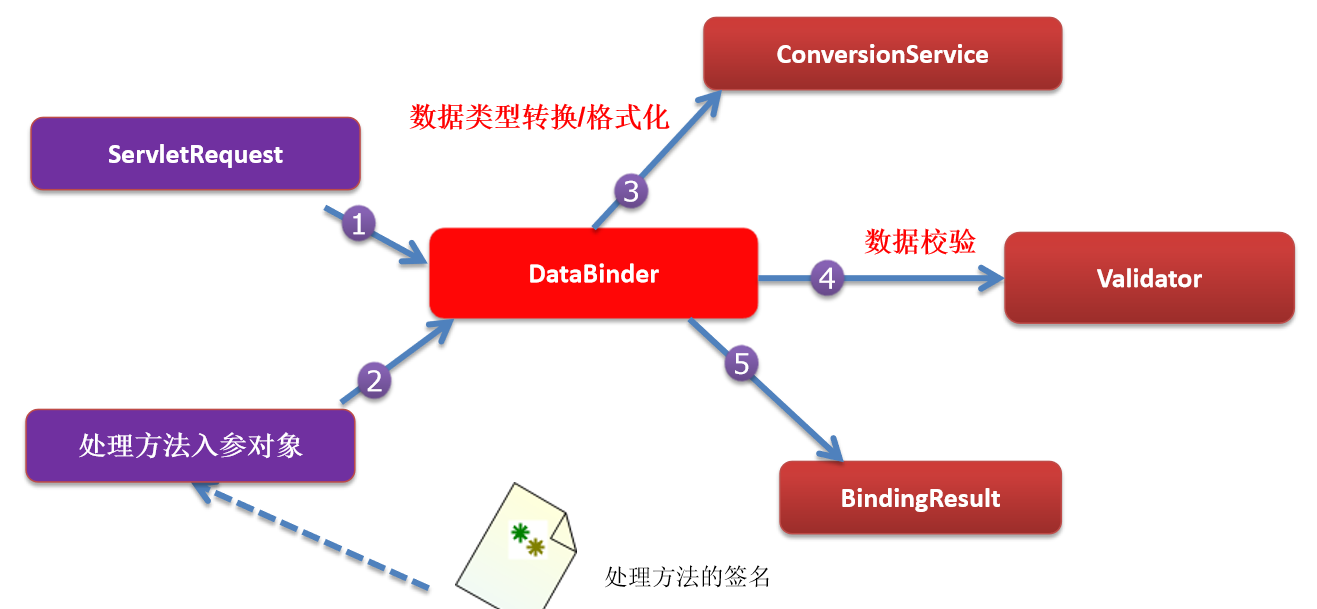 ConversionService
数据类型转换/格式化
ServletRequest
3
1
数据校验
DataBinder
4
Validator
5
2
处理方法入参对象
BindingResult
处理方法的签名